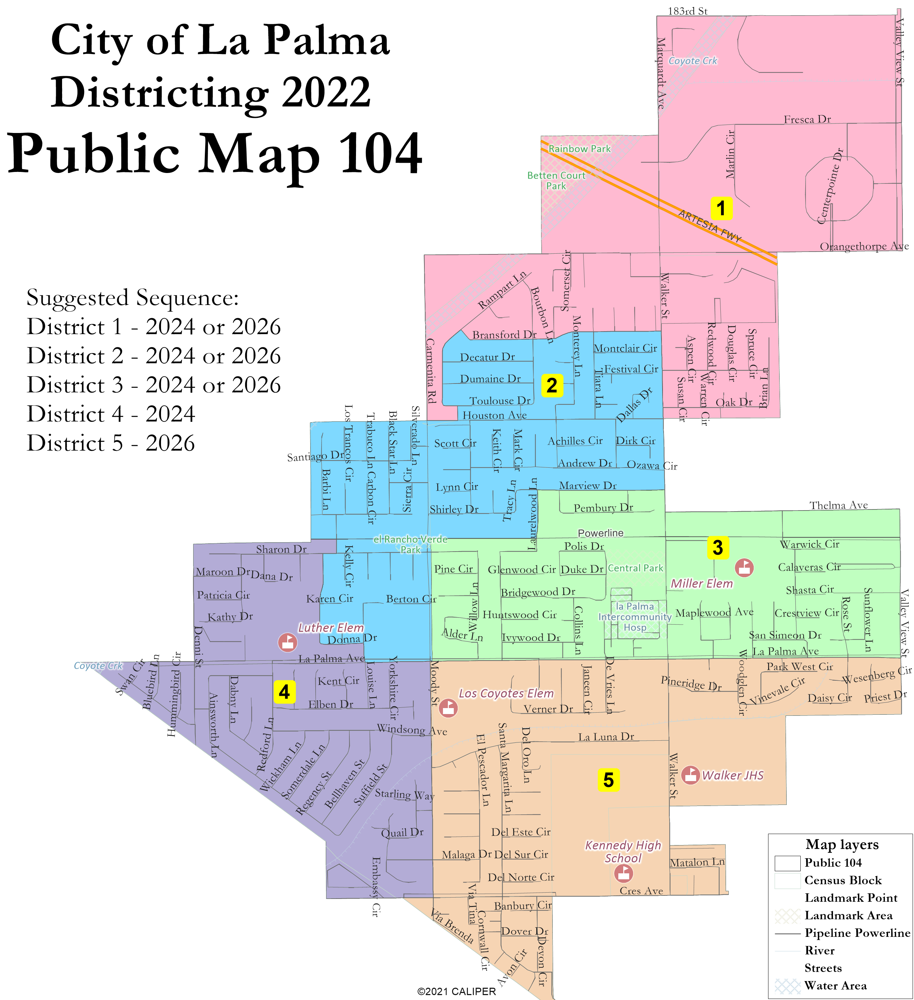 City of La Palma
Districting 2022
Public Map 104
Suggested Sequence:
District 1 - 2024 or 2026
District 2 - 2024 or 2026
District 3 - 2024 or 2026
District 4 - 2024
District 5 - 2026
183rd St
Marquardt Ave
Coyote Crk
Valley View St
Fresca Dr
Marlin Cir
Centerpointe Dr
Rainbow Park
Betten Court
Park
1
ARTESIA FWY
Orangethorpe Ave
Somerset Cir
Rampart Ln
Bourbon Ln
Walker St
Monterey Ln
Bransford Dr
Carmenita Rd
Redwood Cir
Douglas Cir
Spruce Cir
Aspen Cir
Montclair Cir
Decatur Dr
Festival Cir
Tiara Ln
Dumaine Dr
2
Brian Ln
Susan Cir
Warren Cir
Oak Dr
Toulouse Dr
Dallas Dr
Houston Ave
Los Trancos Cir
Trabuco Ln
Black Star Ln
Silverado Ln
Scott Cir
Keith Cir
Mark Cir
Achilles Cir
Dirk Cir
Santiago Dr
Andrew Dr
Ozawa Cir
Barbi Ln
Carbon Cir
Sierra Cir
Lynn Cir
Tracy Ln
Laurelwood Ln
Marview Dr
Shirley Dr
Pembury Dr
Thelma Ave
Powerline
el Rancho Verde
Park
3
Sharon Dr
Kelly Cir
Polis Dr
Warwick Cir
Maroon Dr
Dana Dr
Pine Cir
Glenwood Cir
Duke Dr
Central Park
Calaveras Cir
Miller Elem
Patricia Cir
Karen Cir
Berton Cir
Willow Ln
Bridgewood Dr
Shasta Cir
Rose St
Sunflower Ln
Valley View St
Kathy Dr
Huntswood Cir
Collins Ln
la Palma
Intercommunity
Hosp
Maplewood Ave
Crestview Cir
Luther Elem
Denni St
Donna Dr
Alder Ln
Ivywood Dr
San Simeon Dr
La Palma Ave
La Palma Ave
Coyote Crk
Swan Cir
Bluebird Ln
Hummingbird Cir
Louise Ln
Yorkshire Cir
Moody St
Janeen Cir
De Vries Ln
Woodglen Cir
Park West Cir
Wesenberg Cir
Ainsworth Ln
Dabny Ln
4
Kent Cir
Los Coyotes Elem
Pineridge Dr
Vinevale Cir
Daisy Cir
Priest Dr
Elben Dr
Verner Dr
Redford Ln
Windsong Ave
La Luna Dr
Wickham Ln
Somerdale Ln
Regency St
Bellhaven St
Suffield St
El Pescador Ln
Santa Margarita Ln
Del Oro Ln
5
Walker St
Walker JHS
Starling Way
Quail Dr
Del Este Cir
Kennedy High
School
Malaga Dr
Del Sur Cir
Matalon Ln
Embassy Cir
Del Norte Cir
Cres Ave
Via Tina
Banbury Cir
Via Brenda
Cornwall Cir
Dover Dr
Devon Cir
Avon Cir
Map layers
Public 104
Census Block
Landmark Point
Landmark Area
Pipeline Powerline
River
Streets
Water Area
©2021 CALIPER